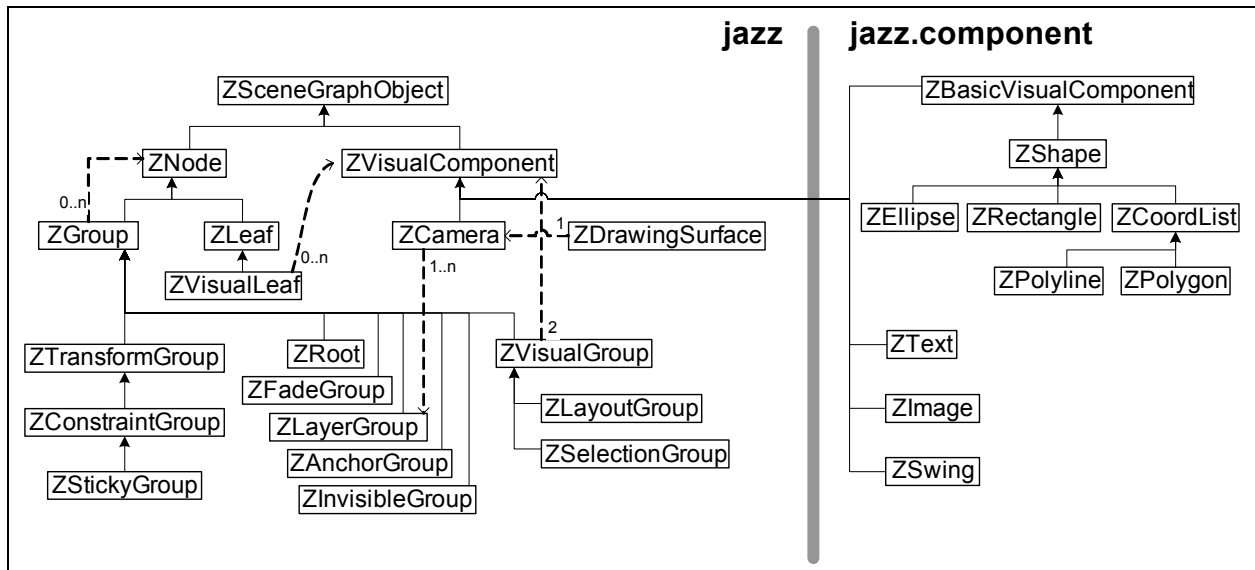 jazz
jazz.component
ZSceneGraphObject
ZBasicVisualComponent
ZNode
ZVisualComponent
ZShape
0..n
ZGroup
ZLeaf
ZCamera
1
ZDrawingSurface
ZEllipse
ZRectangle
ZCoordList
0..n
1..n
ZVisualLeaf
ZPolyline
ZPolygon
2
ZTransformGroup
ZRoot
ZVisualGroup
ZText
ZFadeGroup
ZConstraintGroup
ZLayerGroup
ZLayoutGroup
ZImage
ZAnchorGroup
ZSelectionGroup
ZStickyGroup
ZInvisibleGroup
ZSwing